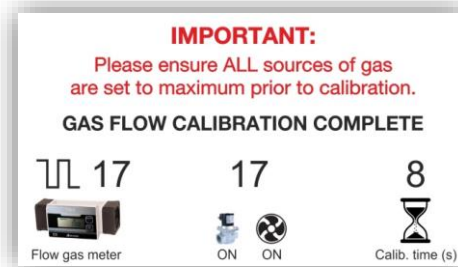 IMPORTANT:
Please ensure ALL sources of gas
are set to maximum prior to calibration.
GAS FLOW CALIBRATION COMPLETE
17 17 8
Flow gas meter ON ON Calib. time (s)